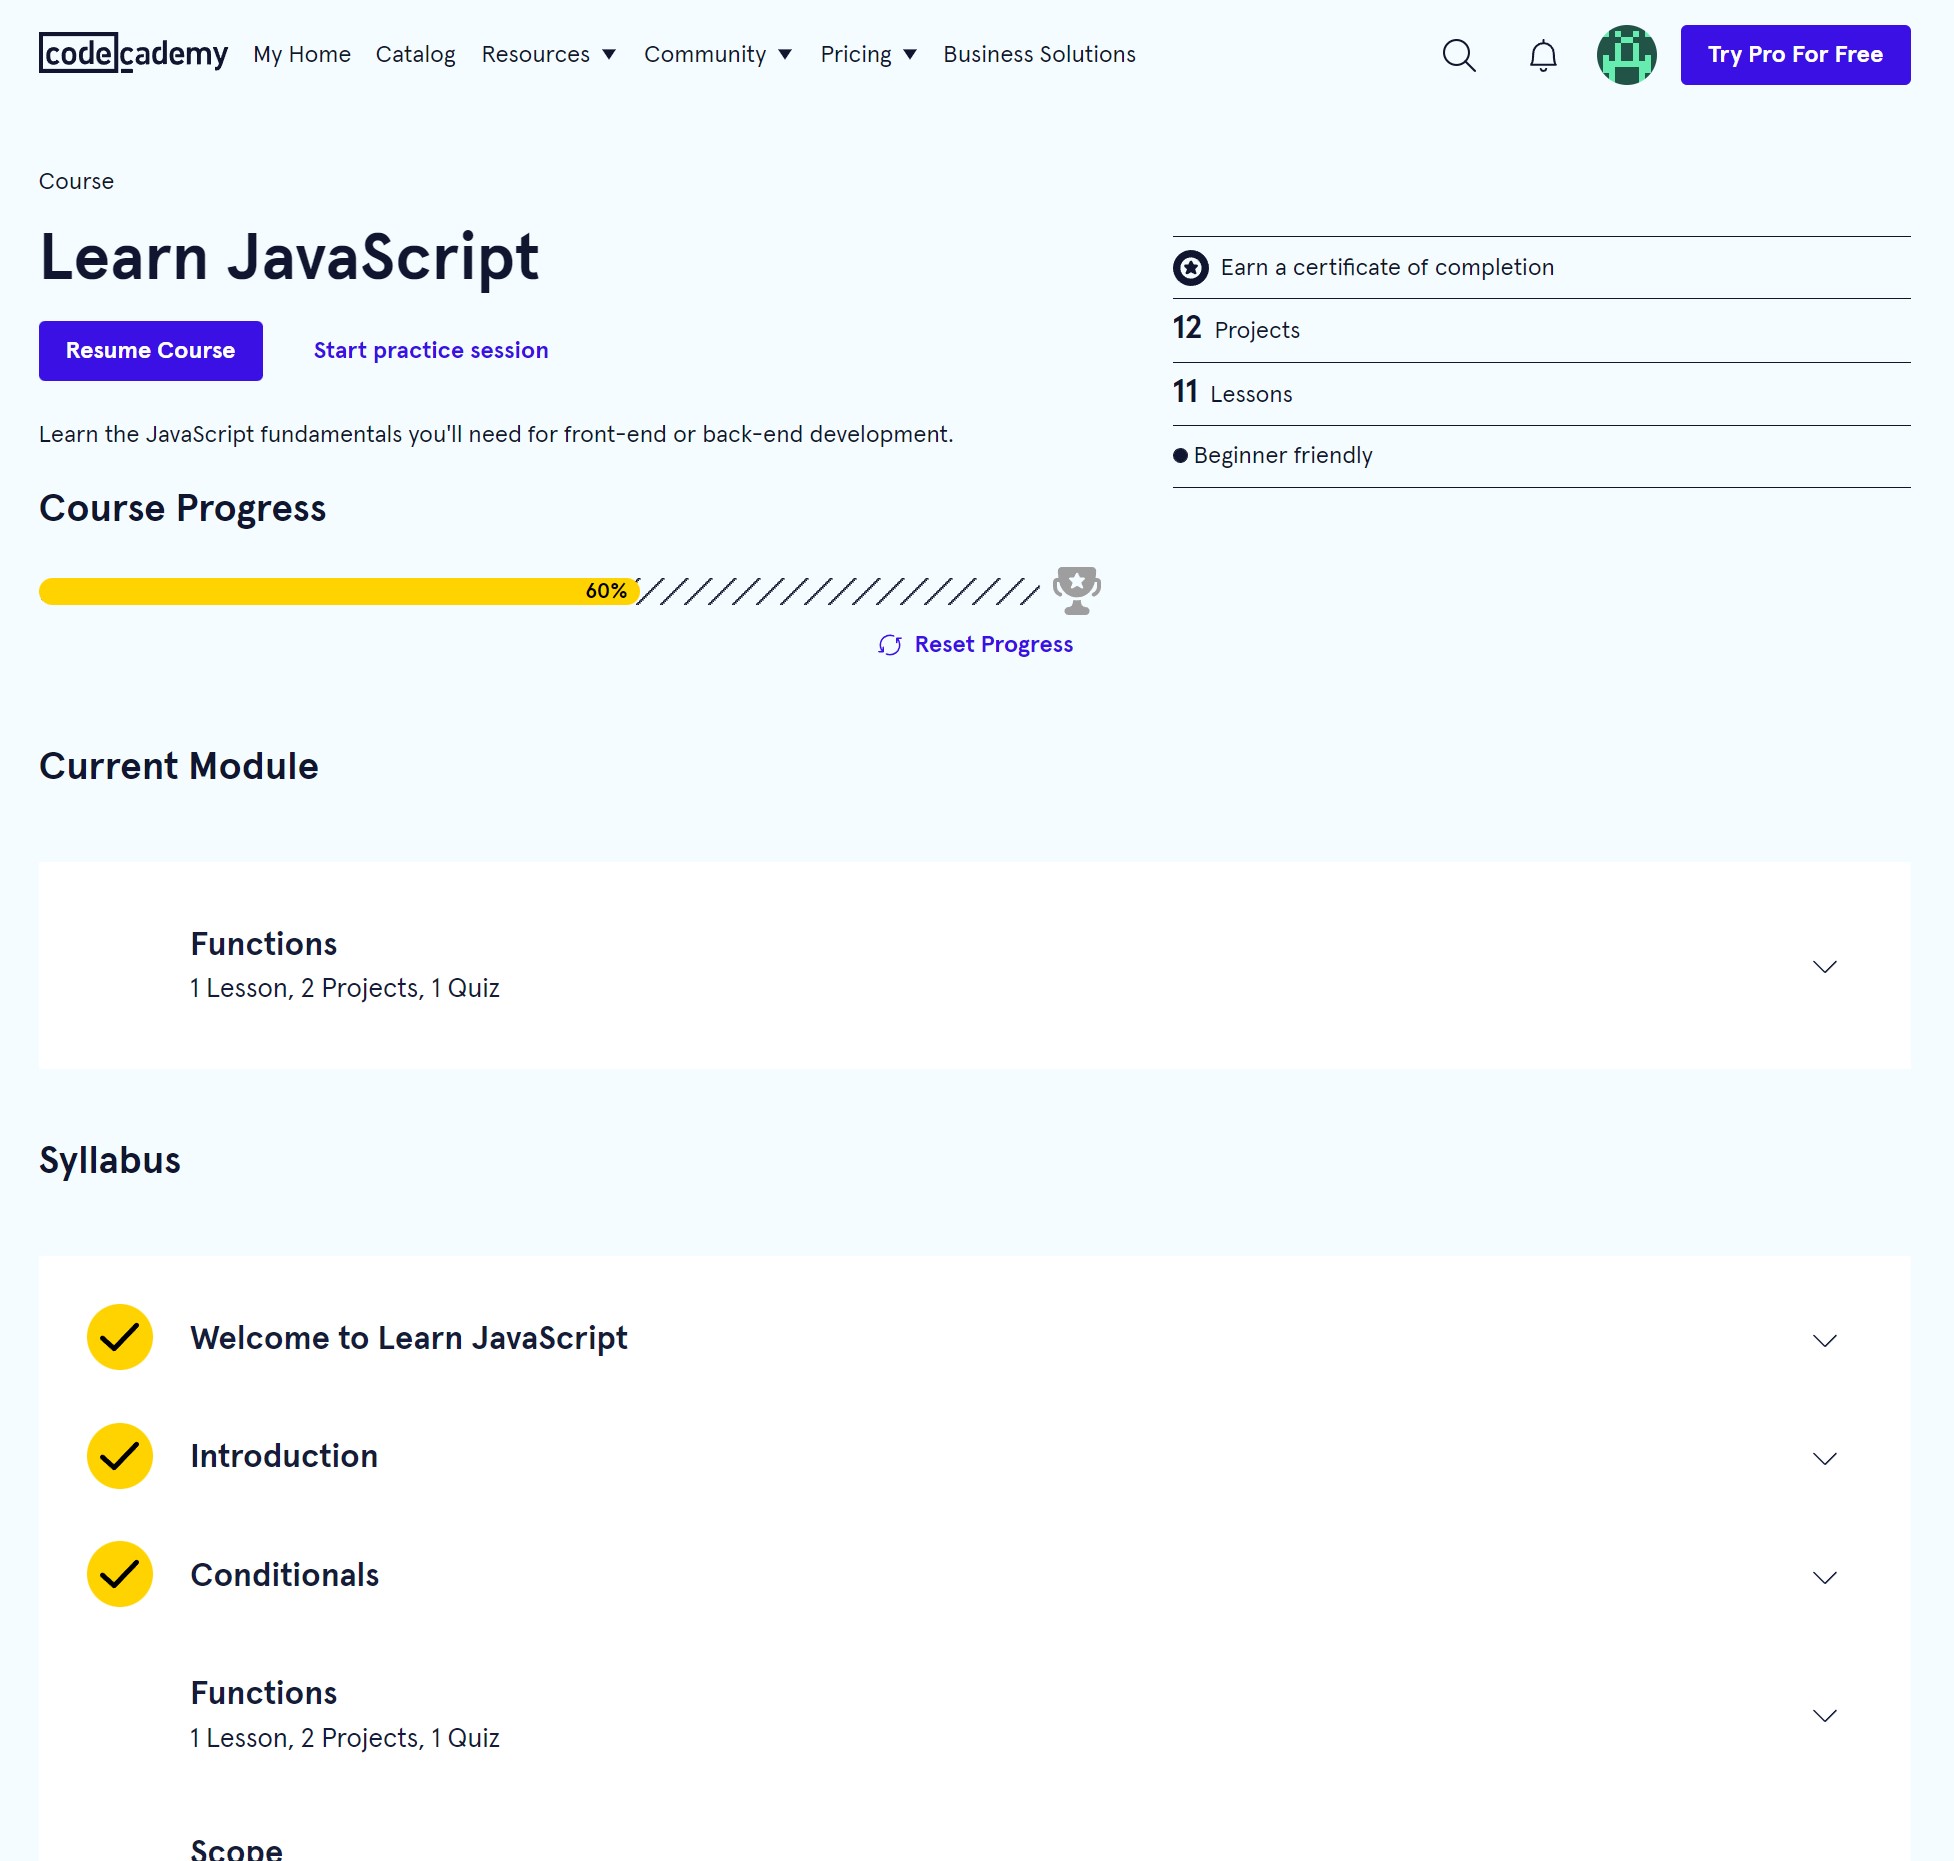 codecademy My Home Catalog Resources Community Pricing Business Solutions Try Pro For Free
Course
Learn JavaScript
Resume Course Start practice session
Learn the JavaScript fundamentals you'll need for front-end or back-end development.
Earn a certificate of completion
12 Projects
11 Lessons
Beginner friendly
Course Progress
60%
Reset Progress
Current Module
Functions
1 Lesson, 2 Projects, 1 Quiz
Syllabus
Welcome to Learn JavaScript
Introduction
Conditionals
Functions
1 Lesson, 2 Projects, 1 Quiz
Scope